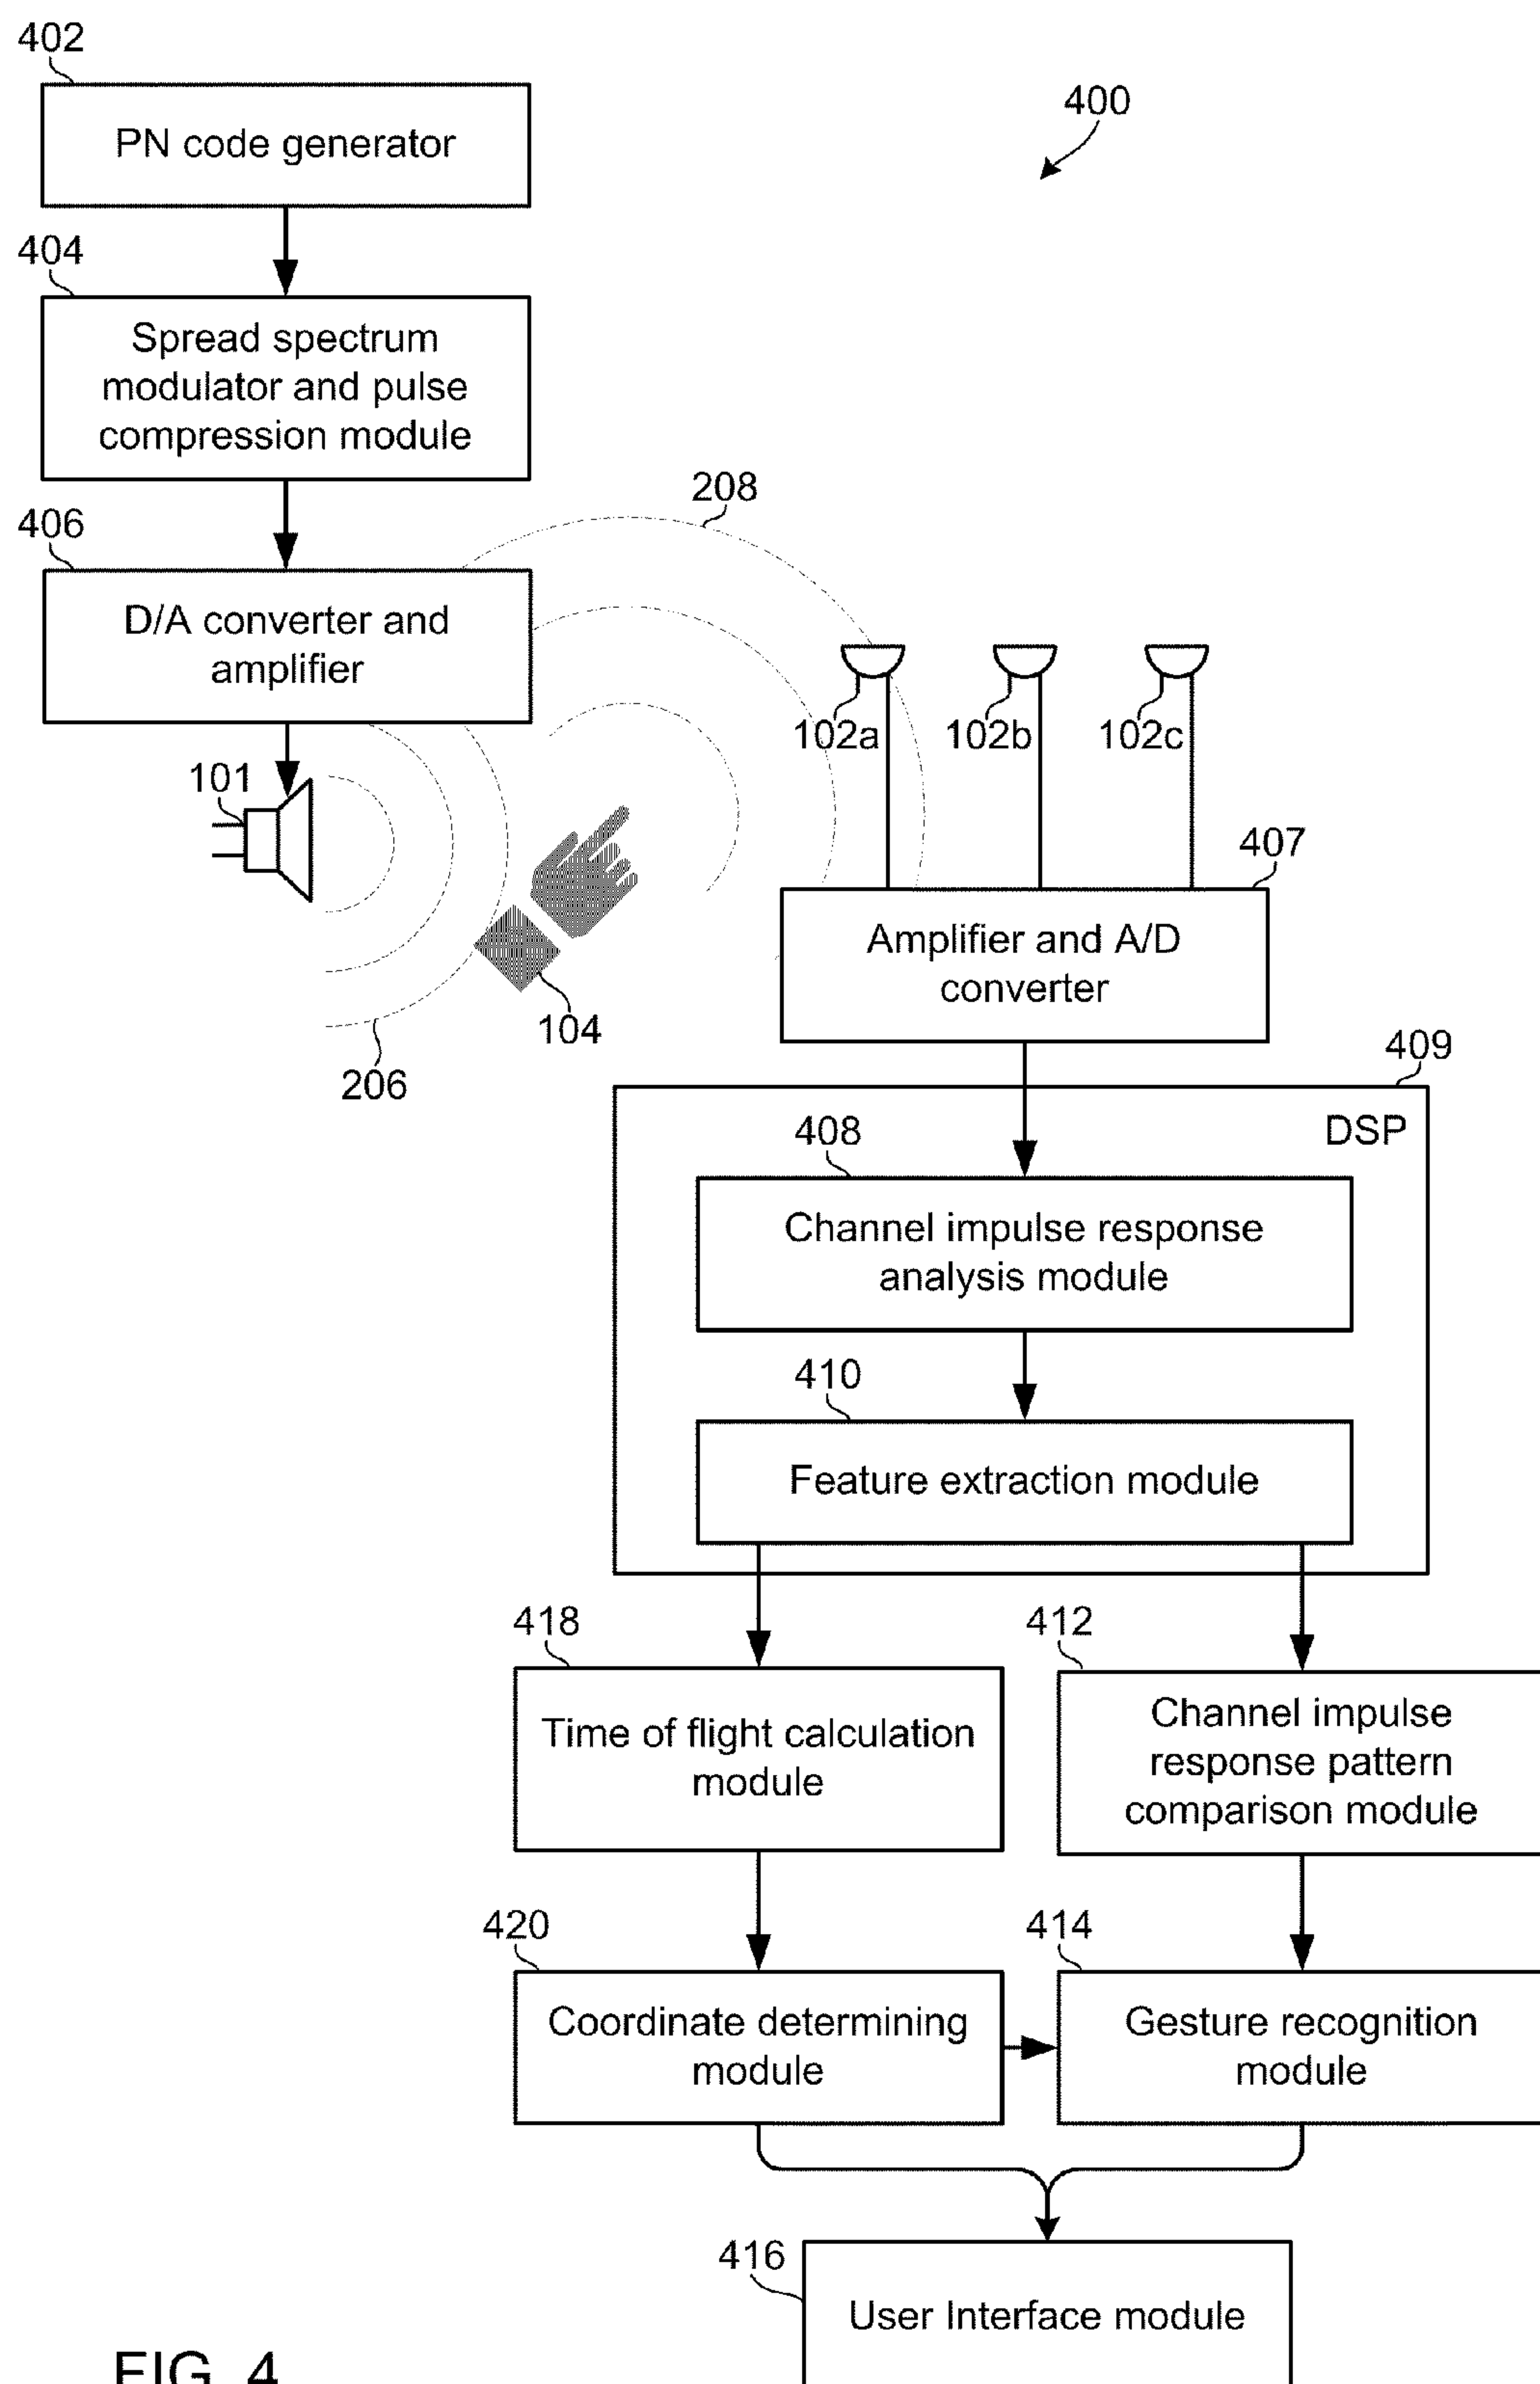 402
PN code generator
400
404
Spread spectrum
modulator and pulse
compression module
208
406
D/A converter and
amplifier
102a
102b
102c
101
407
Amplifier and A/D
converter
104
206
409
DSP
408
Channel impulse response
analysis module
410
Feature extraction module
418
Time of flight calculation
module
412
Channel impulse
response pattern
comparison module
420
Coordinate determining
module
414
Gesture recognition
module
416
User Interface module
FIG. 4